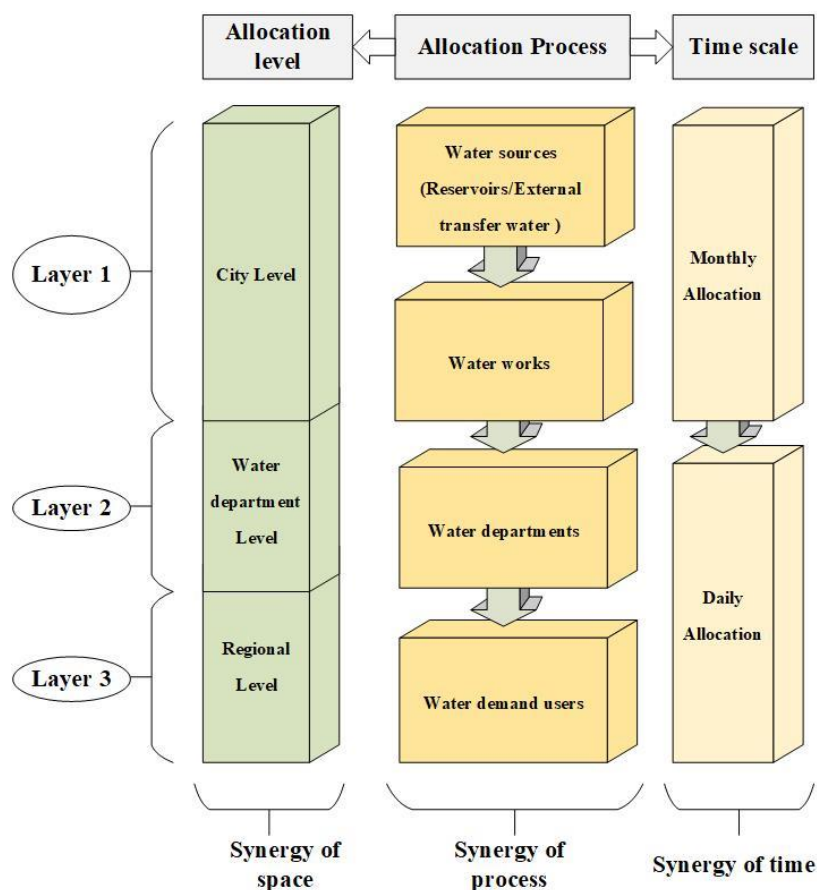 Allocation
level
Allocation Process
Time scale
Layer 1
City Level
Water sources
(Reservoirs/External
transfer water )
Water works
Monthly
Allocation
Layer 2
Water
department
Level
Water departments
Layer 3
Regional
Level
Water demand users
Daily
Allocation
Synergy of
space
Synergy of
process
Synergy of time